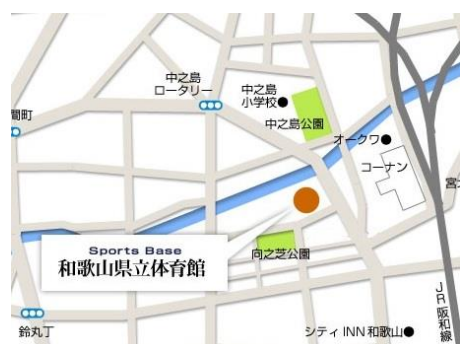 中之島
ロータリー
中之島
小学校
中之島公園
オークワ
コーナン
Sports Base
和歌山県立体育館
向之芝公園
鈴丸丁
シティ INN 和歌山
JR阪和線
間町
宮